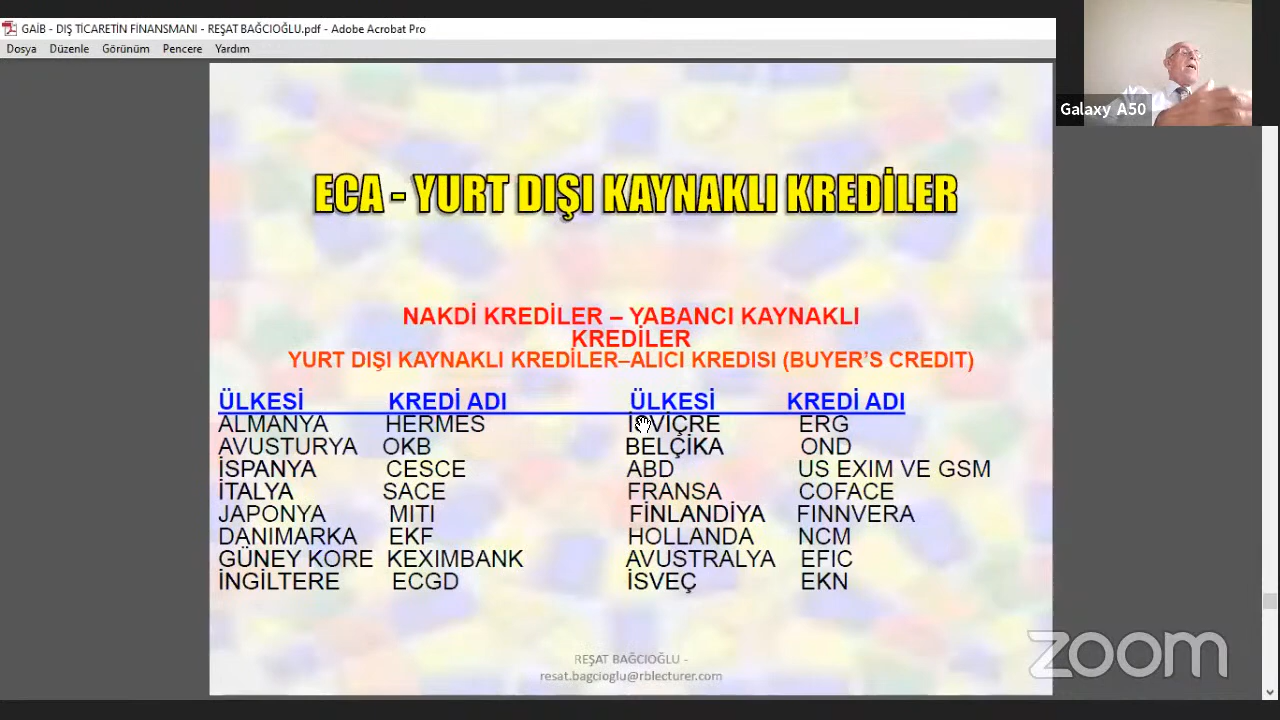 GAİB - DIŞ TİCARETİN FİNANSMANI - REŞAT BAĞCIOĞLU.pdf - Adobe Acrobat Pro
Dosya Düzenle Görünüm Pencere Yardım
Galaxy A50
ECA - YURT DIŞI KAYNAKLI KREDİLER
NAKDİ KREDİLER – YABANCI KAYNAKLI
KREDİLER
YURT DIŞI KAYNAKLI KREDİLER–ALICI KREDISI (BUYER'S CREDIT)
ÜLKESİ KREDİ ADI ÜLKESİ KREDİ ADI
ALMANYA HERMES İSVİÇRE ERG
AVUSTURYA OKB BELÇİKA OND
İSPANYA CESCE ABD US EXIM VE GSM
İTALYA SACE FRANSA COFACE
JAPONYA MITI FİNLANDİYA FINNVERA
DANIMARKA EKF HOLLANDA NCM
GÜNEY KORE KEXIMBANK AVUSTRALYA EFIC
İNGİLTERE ECGD İSVEÇ EKN
REŞAT BAĞCIOĞLU -
resat.bagcioglu@rblecturer.com
zoom